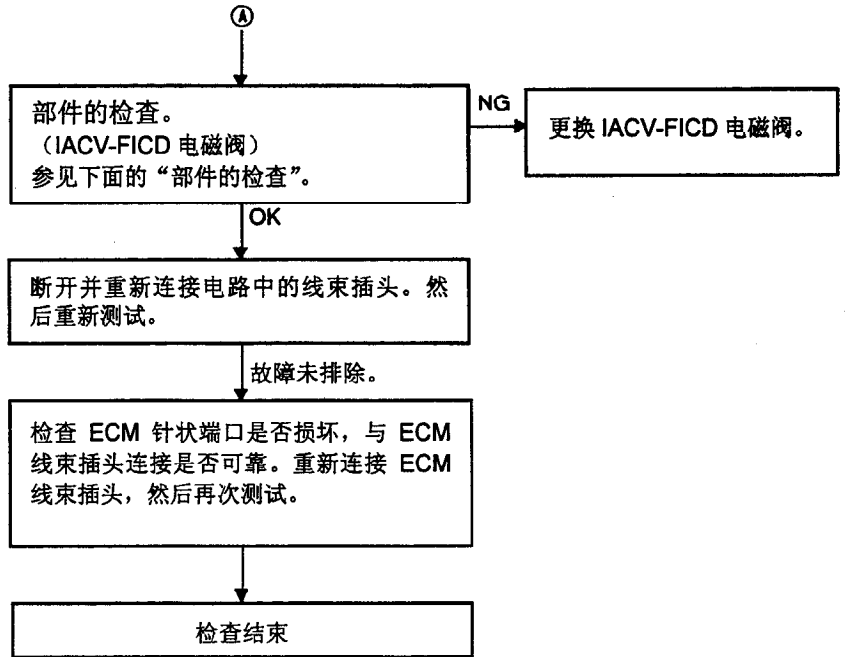 Ⓐ
部件的检查。
（IACV-FICD 电磁阀）
参见下面的“部件的检查”。
NG
更换 IACV-FICD 电磁阀。
OK
断开并重新连接电路中的线束插头。然
后重新测试。
故障未排除。
检查 ECM 针状端口是否损坏，与 ECM
线束插头连接是否可靠。重新连接 ECM
线束插头，然后再次测试。
检查结束